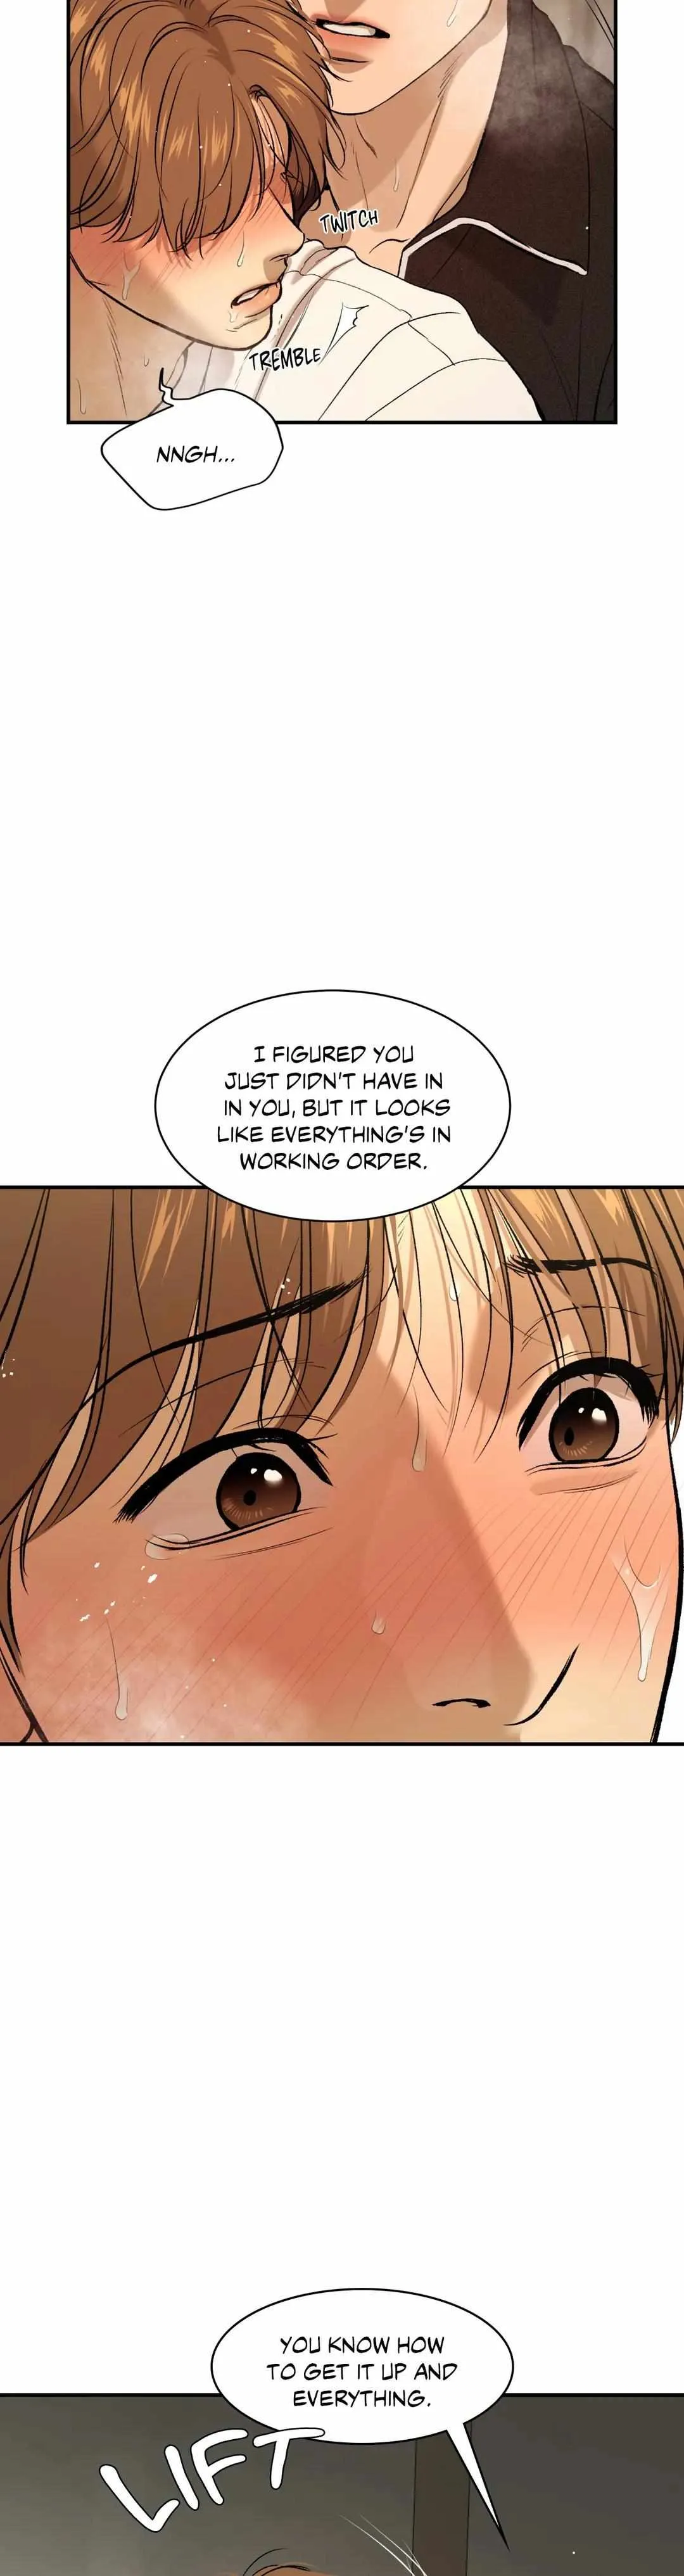 TWITCH
TREMBLE
NNGH...
I FIGURED YOU
JUST DIDN'T HAVE IN
IN YOU, BUT IT LOOKS
LIKE EVERYTHING'S IN
WORKING ORDER.
YOU KNOW HOW
TO GET IT UP AND
EVERYTHING.
LIFT